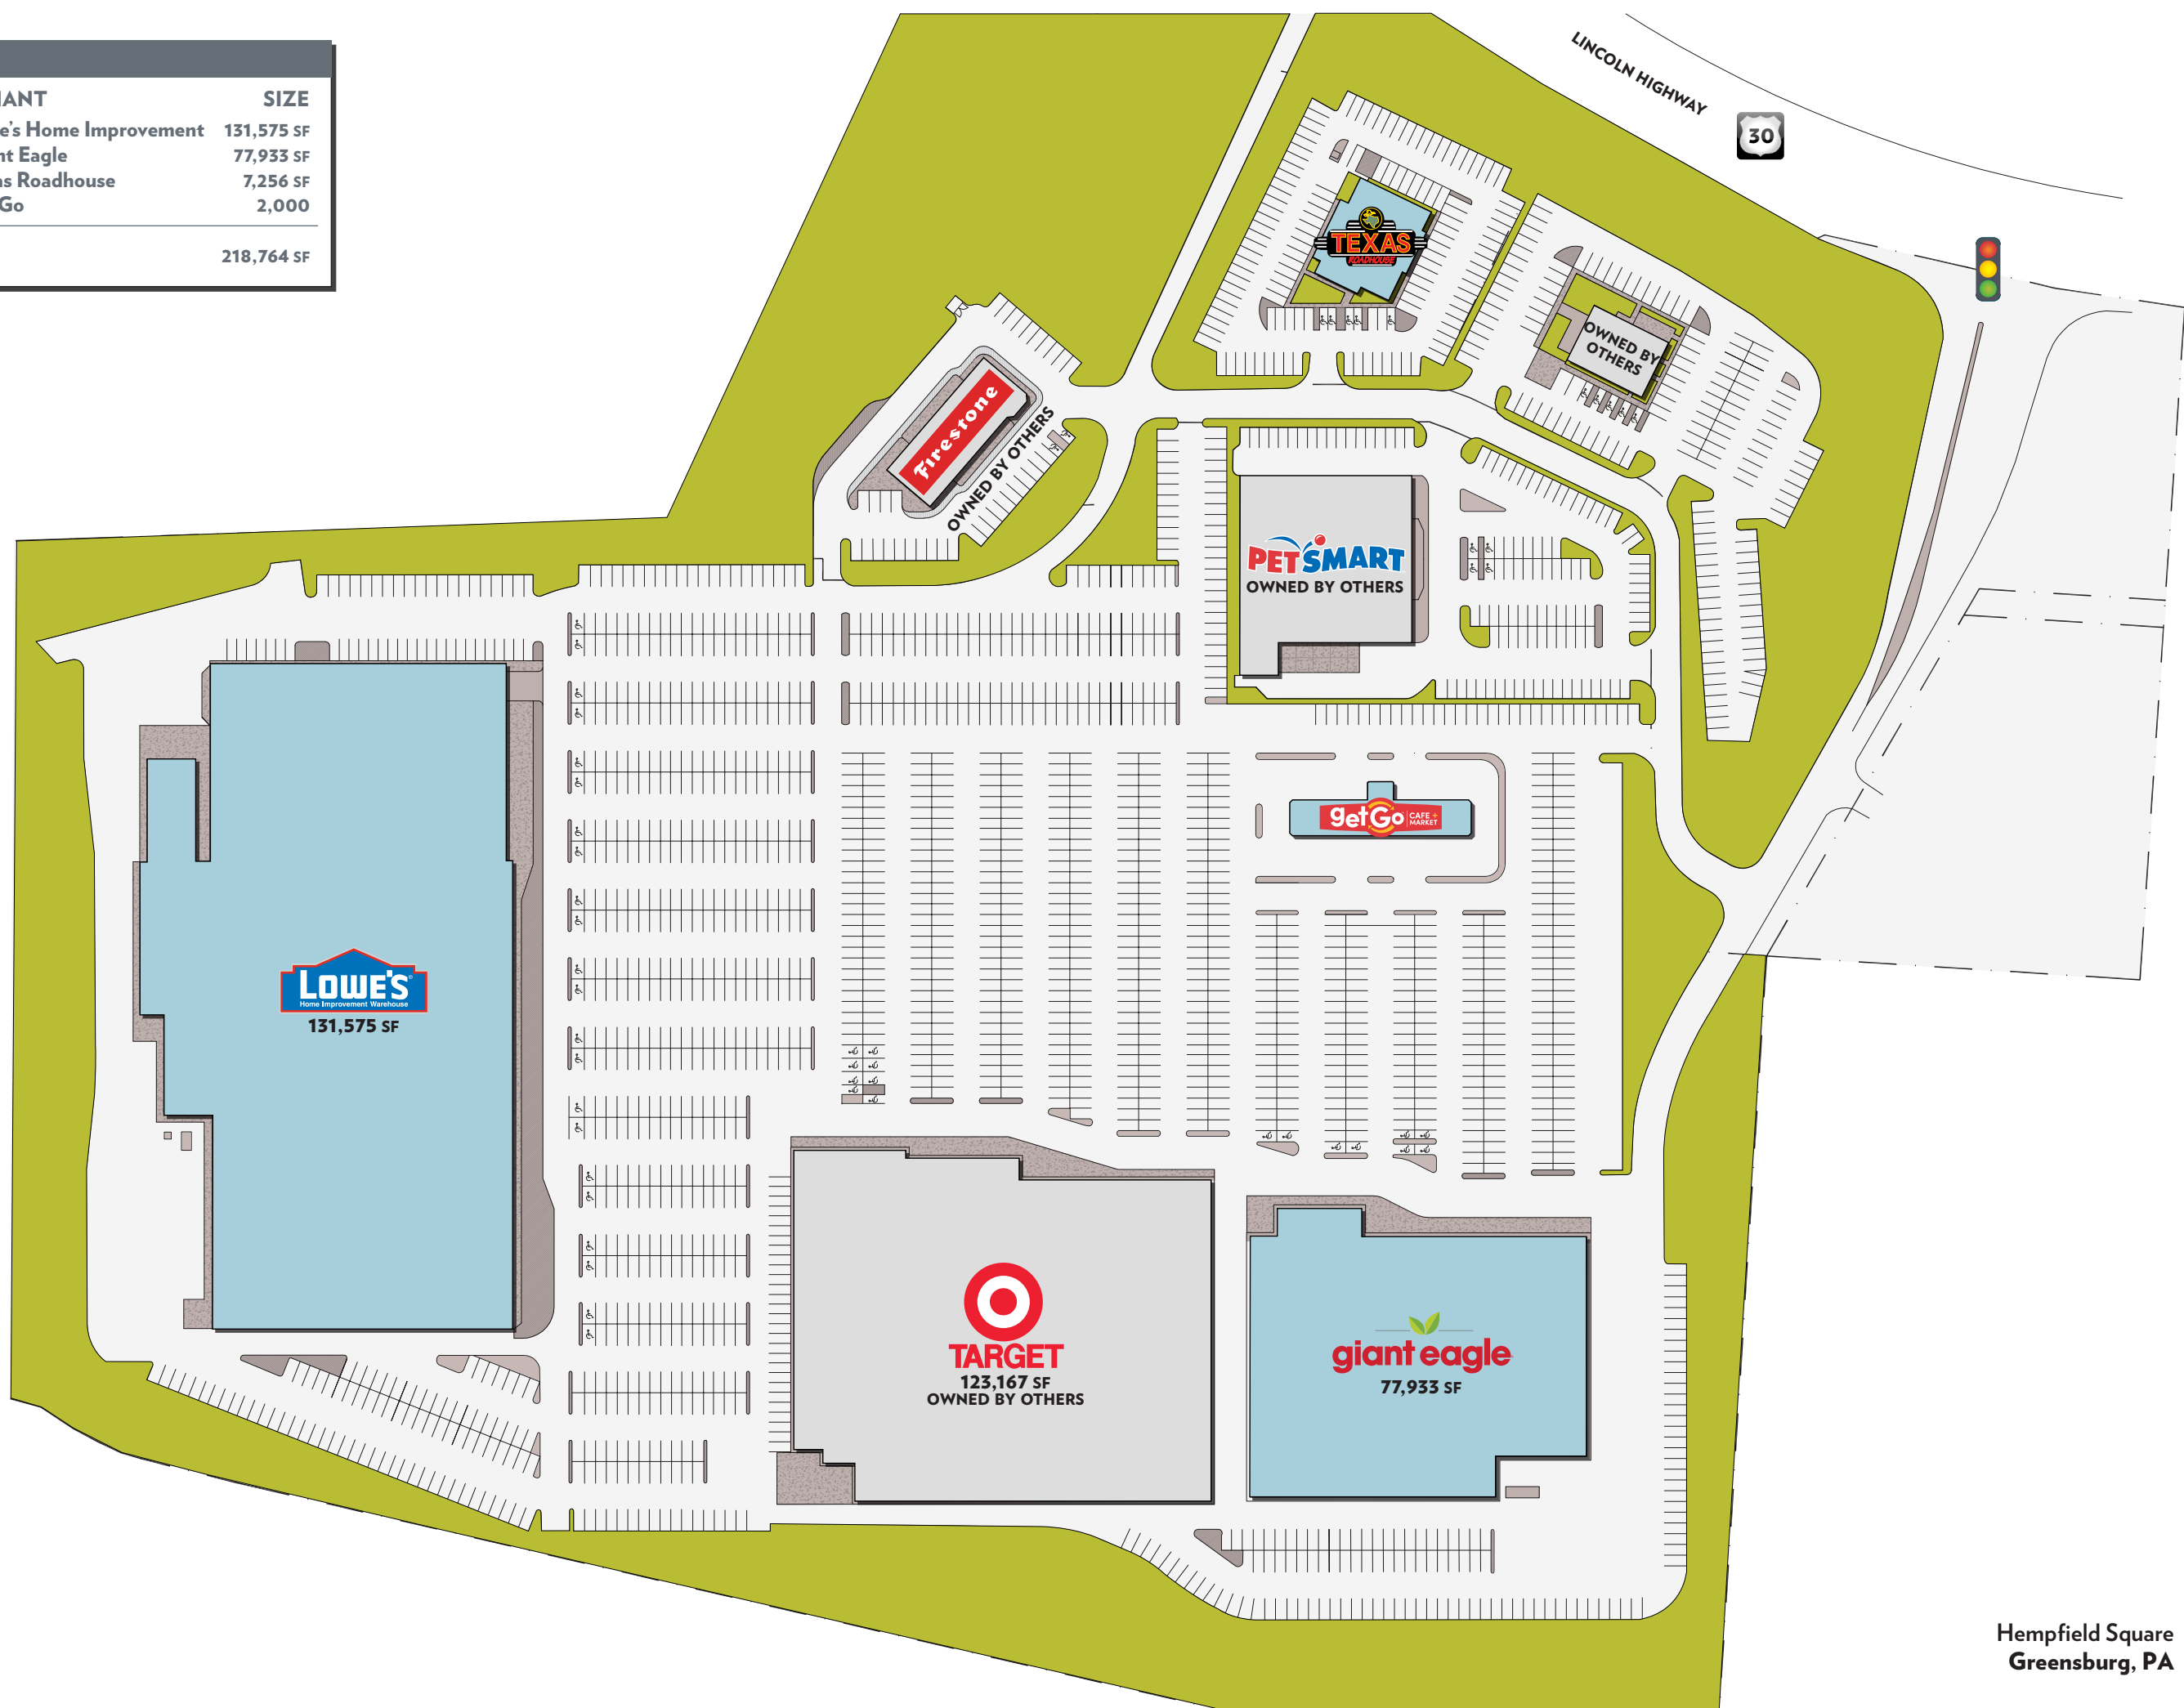 LINCOLN HIGHWAY
30
NANT SIZE
e's Home Improvement 131,575 SF
nt Eagle 77,933 SF
as Roadhouse 7,256 SF
Go 2,000
218,764 SF
TEXAS
ROADHOUSE
OWNED BY
OTHERS
Firestone
OWNED BY OTHERS
PETSMART
OWNED BY OTHERS
getGo CAFE +
MARKET
LOWE'S
Home Improvement Warehouse
131,575 SF
TARGET
123,167 SF
OWNED BY OTHERS
giant eagle
77,933 SF
Hempfield Square
Greensburg, PA